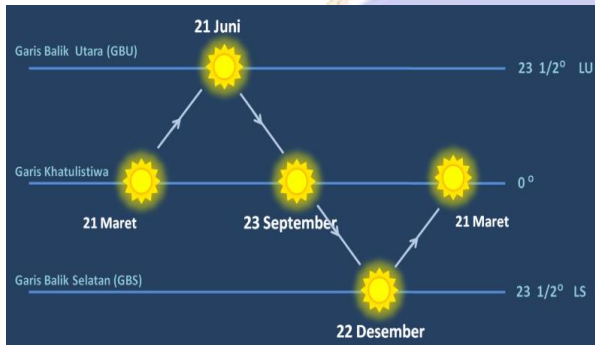 21 Juni
Garis Balik Utara (GBU)
23 1/2° LU
Garis Khatulistiwa
0°
21 Maret
23 September
21 Maret
Garis Balik Selatan (GBS)
23 1/2° LS
22 Desember